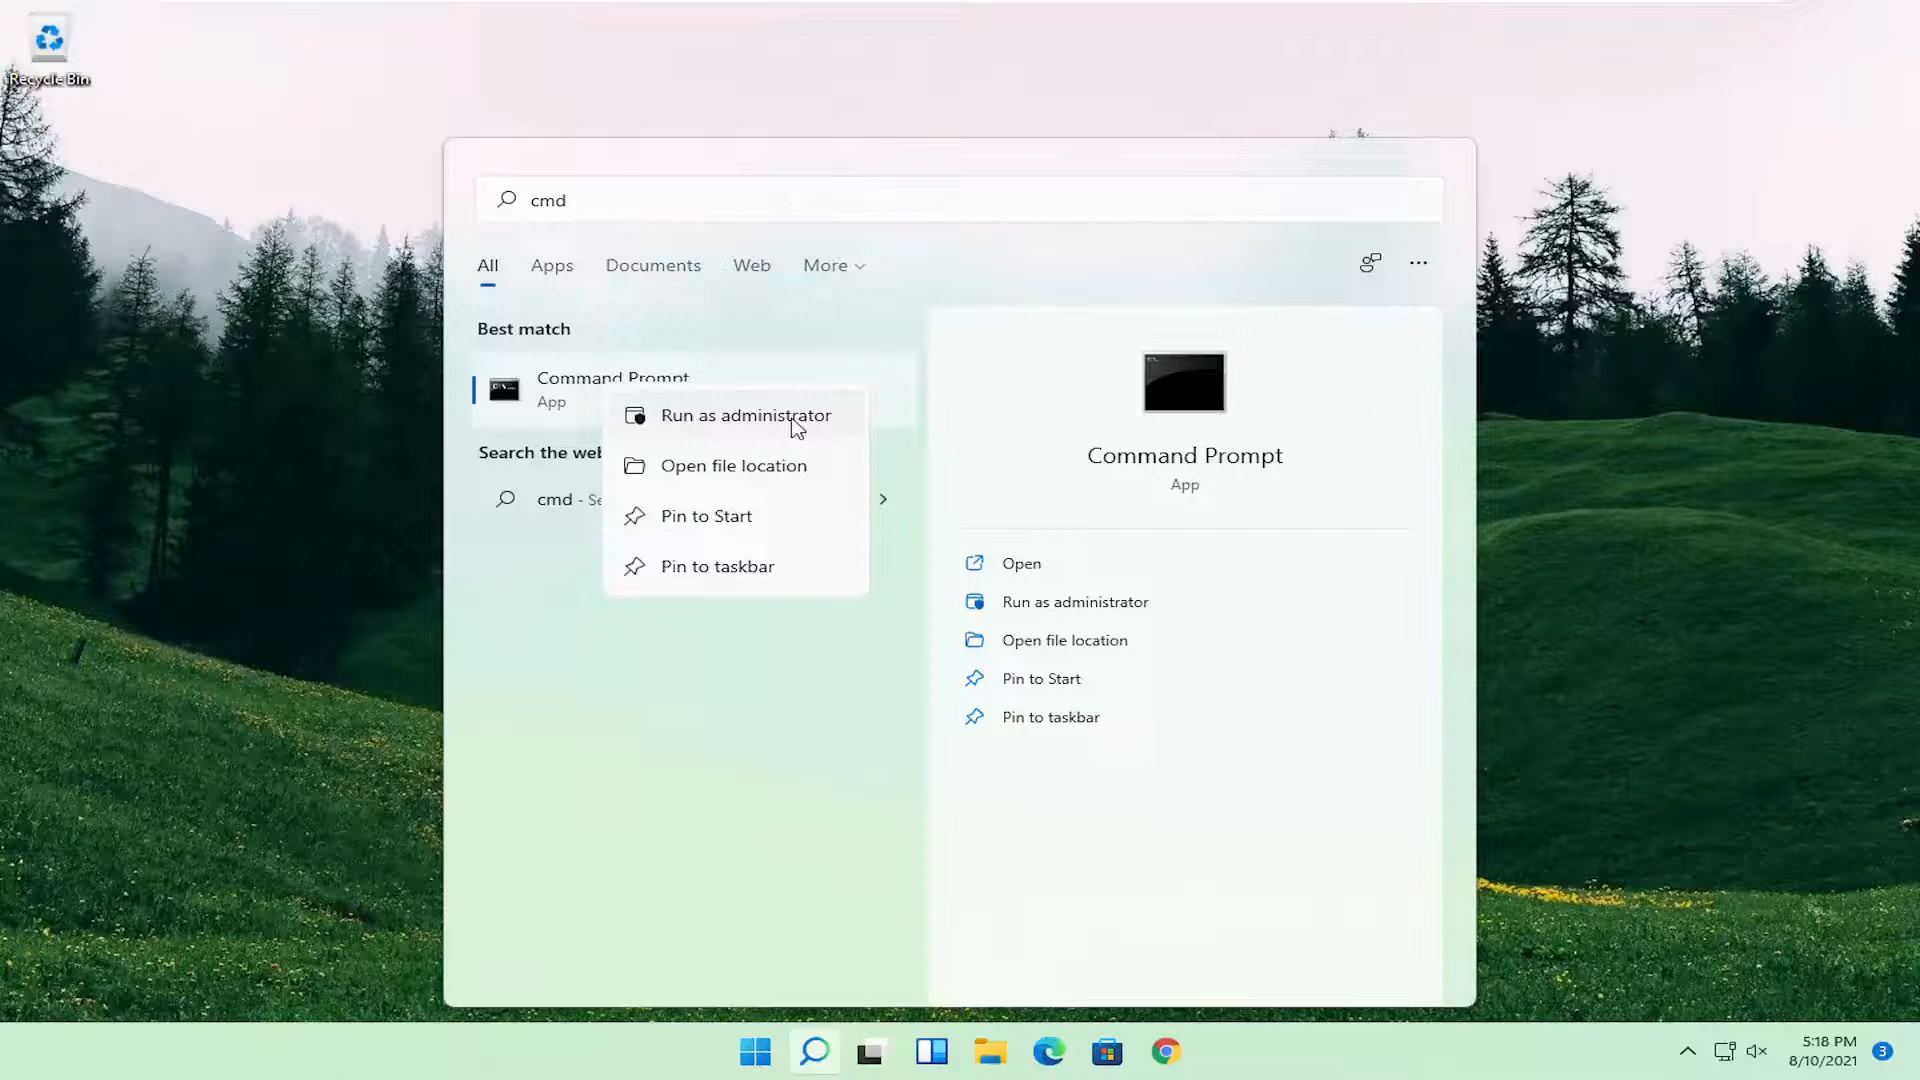 Recycle Bin
cmd
All
Apps
Documents
Web
More
Best match
Command Prompt
App
Search the web
cmd - Se
Run as administrator
Open file location
Pin to Start
Pin to taskbar
Command Prompt
App
Open
Run as administrator
Open file location
Pin to Start
Pin to taskbar
5:18 PM
8/10/2021
3